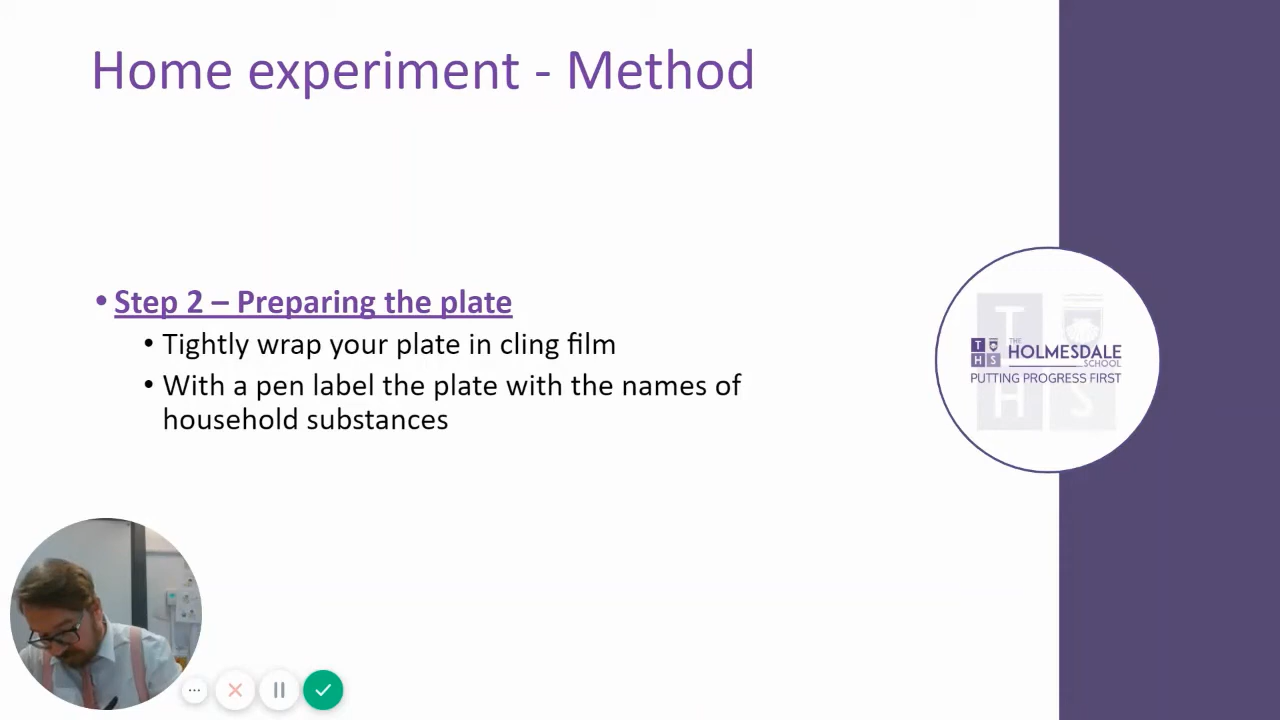 Home experiment - Method
• Step 2 – Preparing the plate
• Tightly wrap your plate in cling film
• With a pen label the plate with the names of
household substances
T
H S
T
H S
THE
HOLMESDALE
SCHOOL
PUTTING PROGRESS FIRST